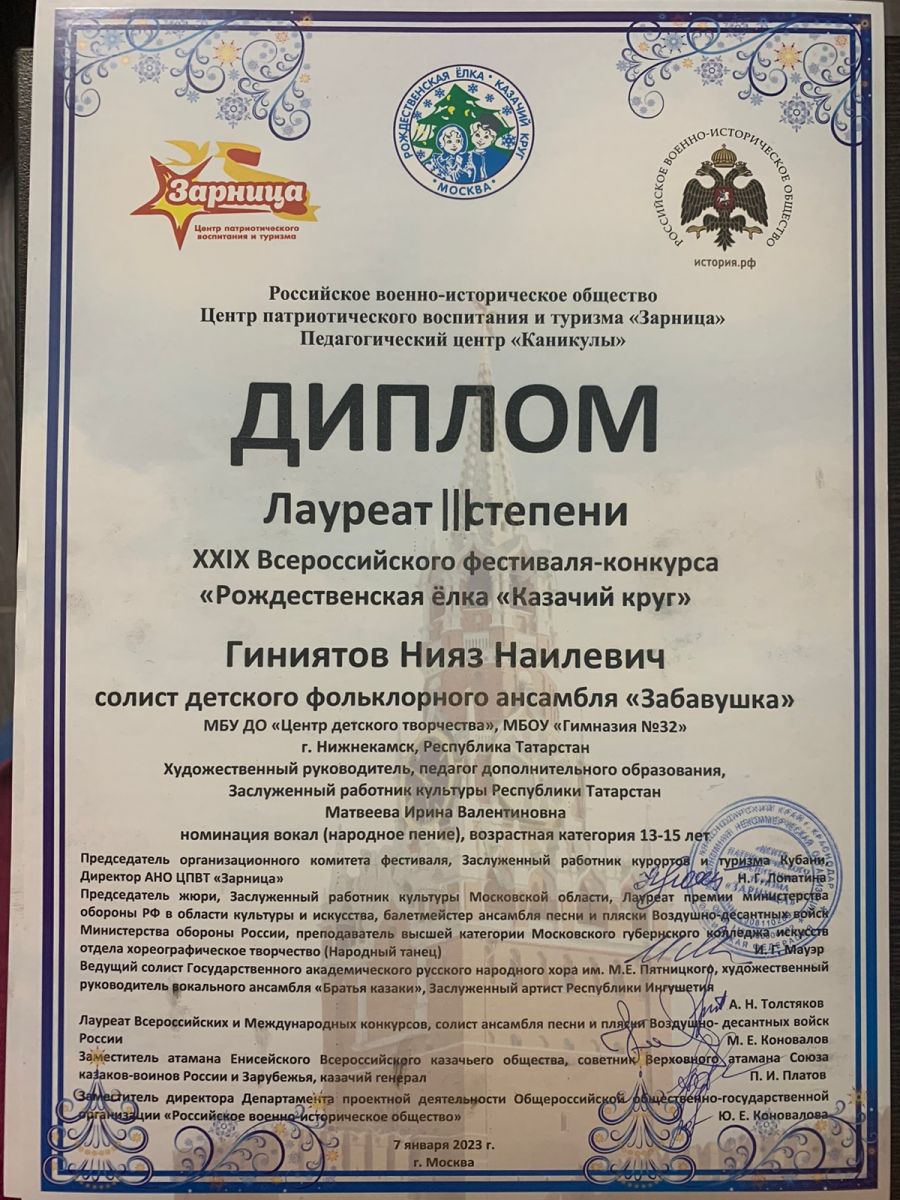 РОЖДЕСТВЕНСКАЯ ЁЛКА • КАЗАЧИЙ КРУГ
• МОСКВА •
Зарница
Центр патриотического
воспитания и туризма
РОССИЙСКОЕ ВОЕННО-ИСТОРИЧЕСКОЕ ОБЩЕСТВО
история.рф
Российское военно-историческое общество
Центр патриотического воспитания и туризма «Зарница»
Педагогический центр «Каникулы»
ДИПЛОМ
Лауреат ||| степени
XXIX Всероссийского фестиваля-конкурса
«Рождественская ёлка «Казачий круг»
Гиниятов Нияз Наилевич
солист детского фольклорного ансамбля «Забавушка»
МБУ ДО «Центр детского творчества», МБОУ «Гимназия №32»
г. Нижнекамск, Республика Татарстан
Художественный руководитель, педагог дополнительного образования,
Заслуженный работник культуры Республики Татарстан
Матвеева Ирина Валентиновна
номинация вокал (народное пение), возрастная категория 13-15 лет
Председатель организационного комитета фестиваля, Заслуженный работник курортов и туризма Кубани,
Директор АНО ЦПВТ «Зарница» Н. Г. Лопатина
Председатель жюри, Заслуженный работник культуры Московской области, Лауреат премии министерства
обороны РФ в области культуры и искусства, балетмейстер ансамбля песни и пляски Воздушно-десантных войск
Министерства обороны России, преподаватель высшей категории Московского губернского колледжа искусств
отдела хореографическое творчество (Народный танец) И. Г. Мауэр
Ведущий солист Государственного академического русского народного хора им. М.Е. Пятницкого, художественный
руководитель вокального ансамбля «Братья казаки», Заслуженный артист Республики Ингушетия
А. Н. Толстяков
Лауреат Всероссийских и Международных конкурсов, солист ансамбля песни и пляски Воздушно- десантных войск
России М. Е. Коновалов
Заместитель атамана Енисейского Всероссийского казачьего общества, советник Верховного атамана Союза
казаков-воинов России и Зарубежья, казачий генерал П. И. Платов
Заместитель директора Департамента проектной деятельности Общероссийской общественно-государственной
организации «Российское военно-историческое общество» Ю. Е. Коновалова
7 января 2023 г.
г. Москва